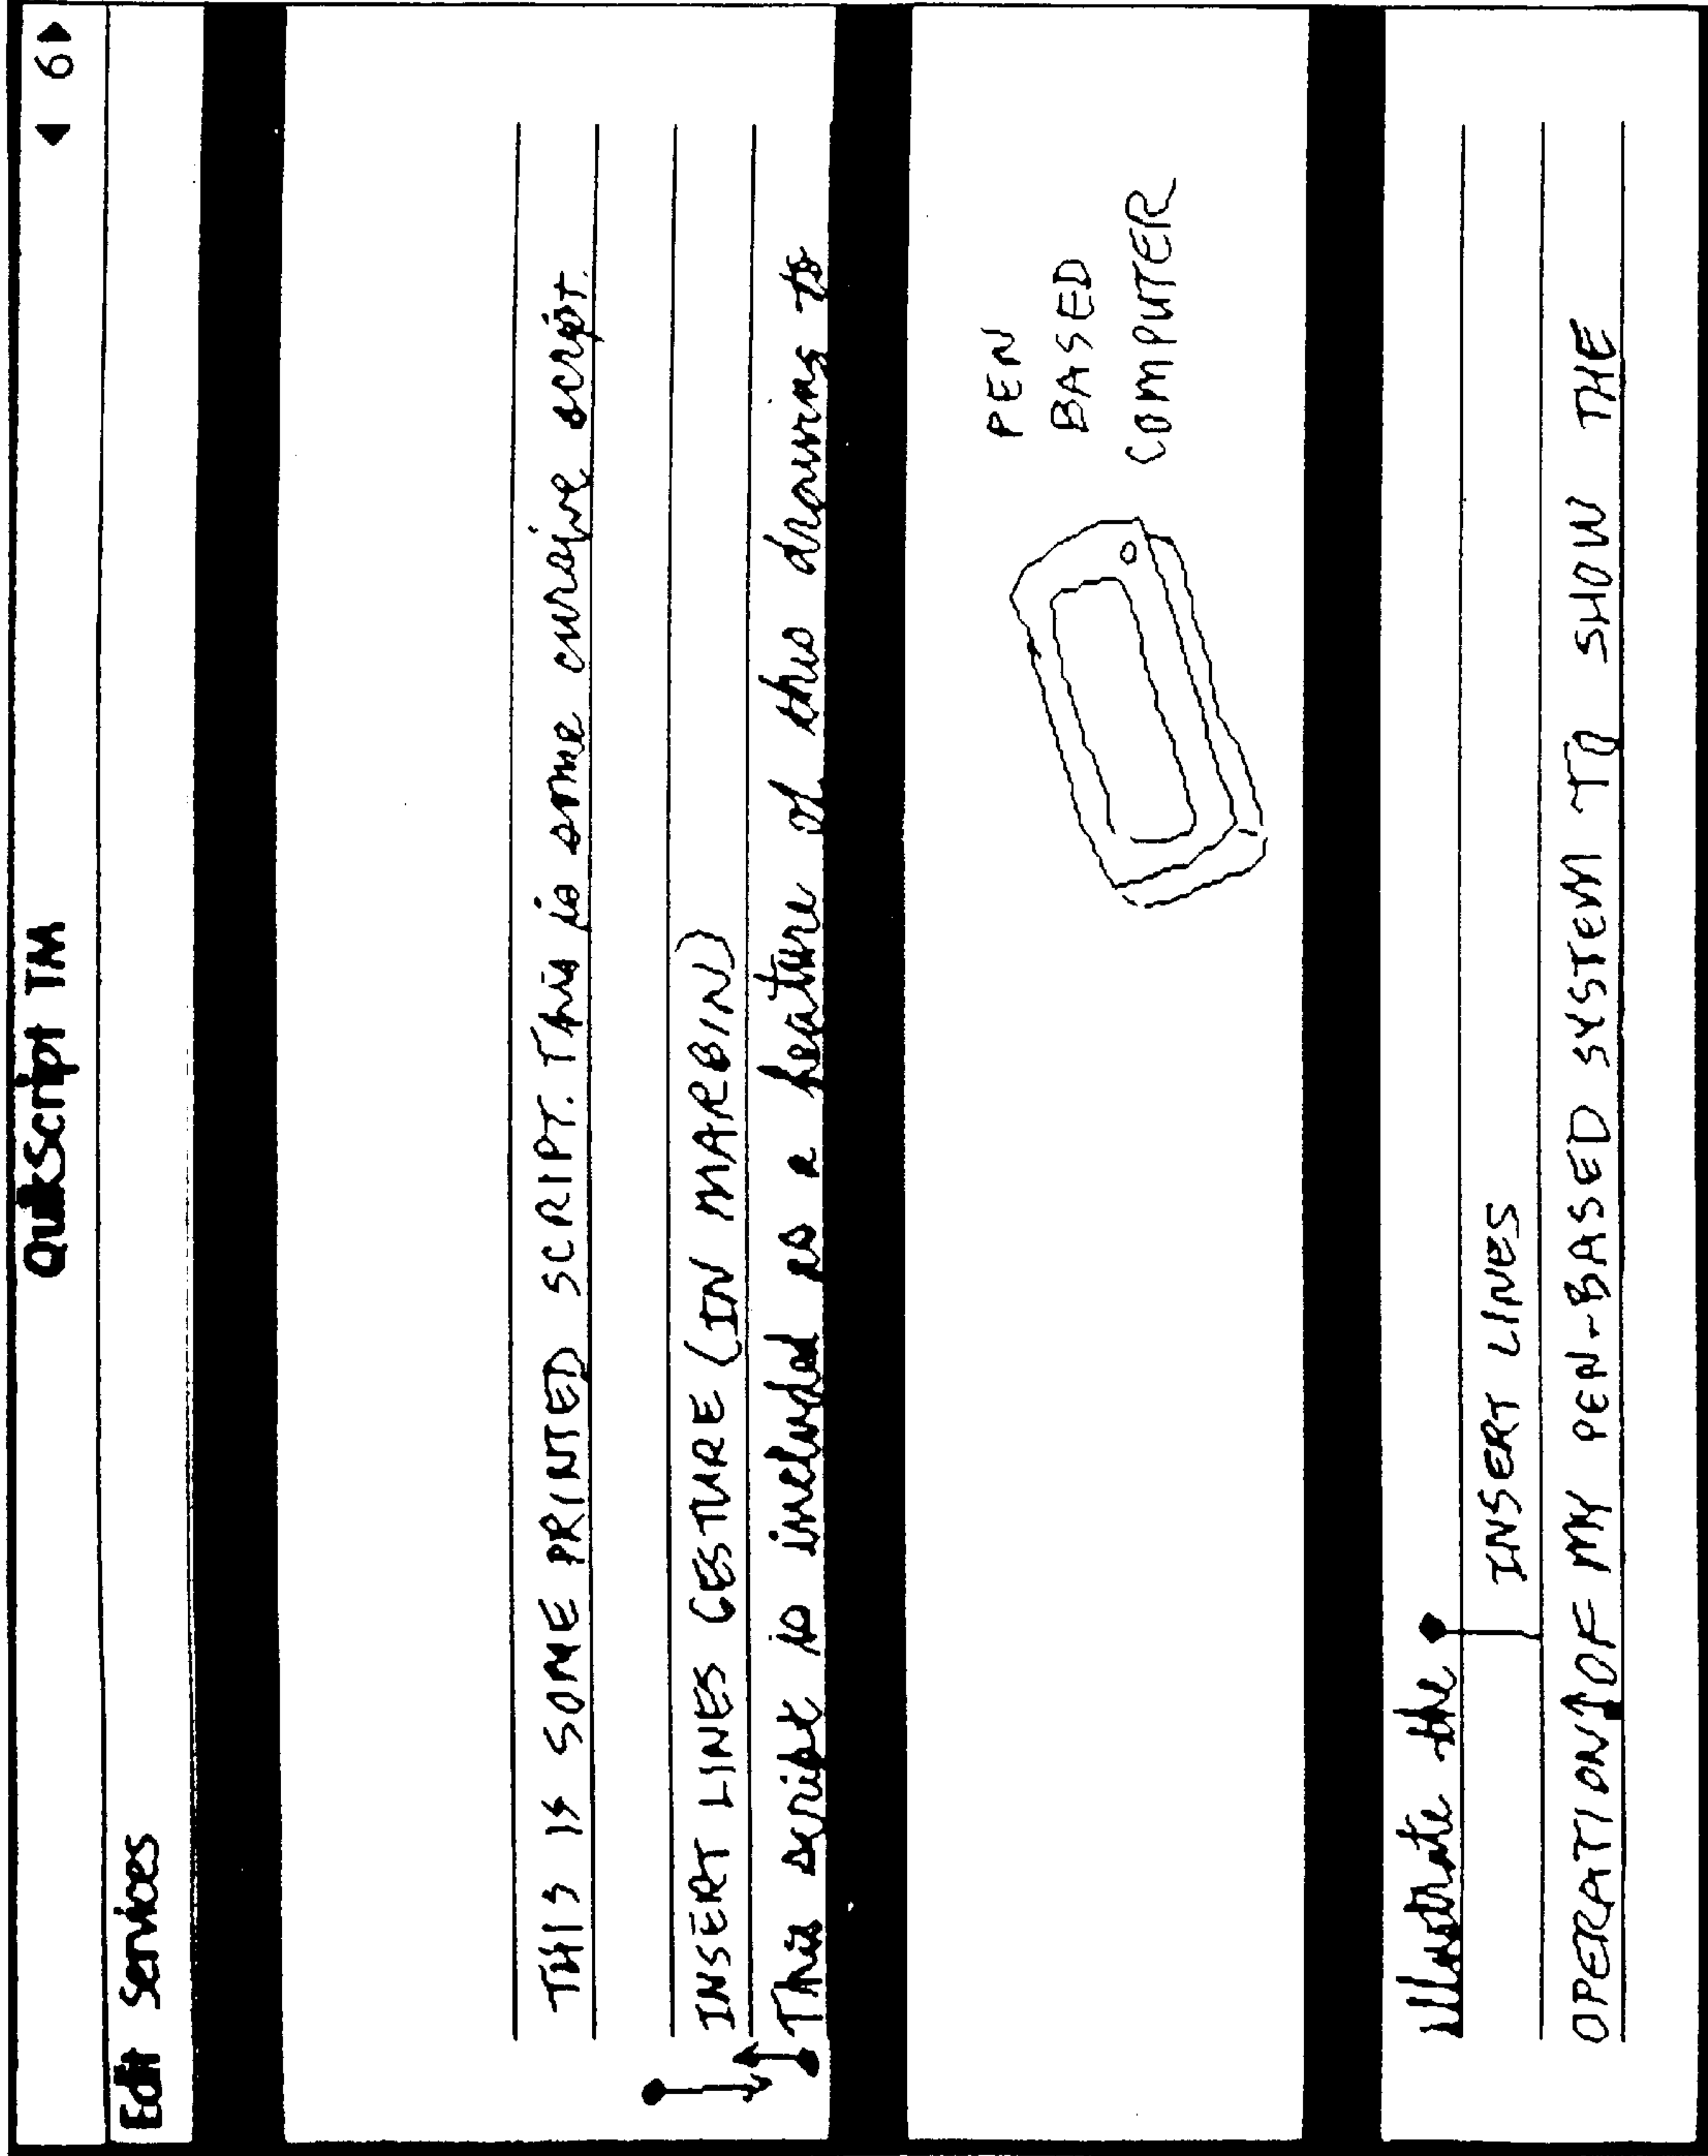 QuikScript TM
◀ 6▶
Edit Services
THIS IS SOME PRINTED SCRIPT. This is some cursive script.
INSERT LINES GESTURE (IN MARGIN)
This script is included as a feature of this drawing to
PEN
BASED
COMPUTER
illustrate the
INSERT LINES
OPERATION OF MY PEN-BASED SYSTEM TO SHOW THE